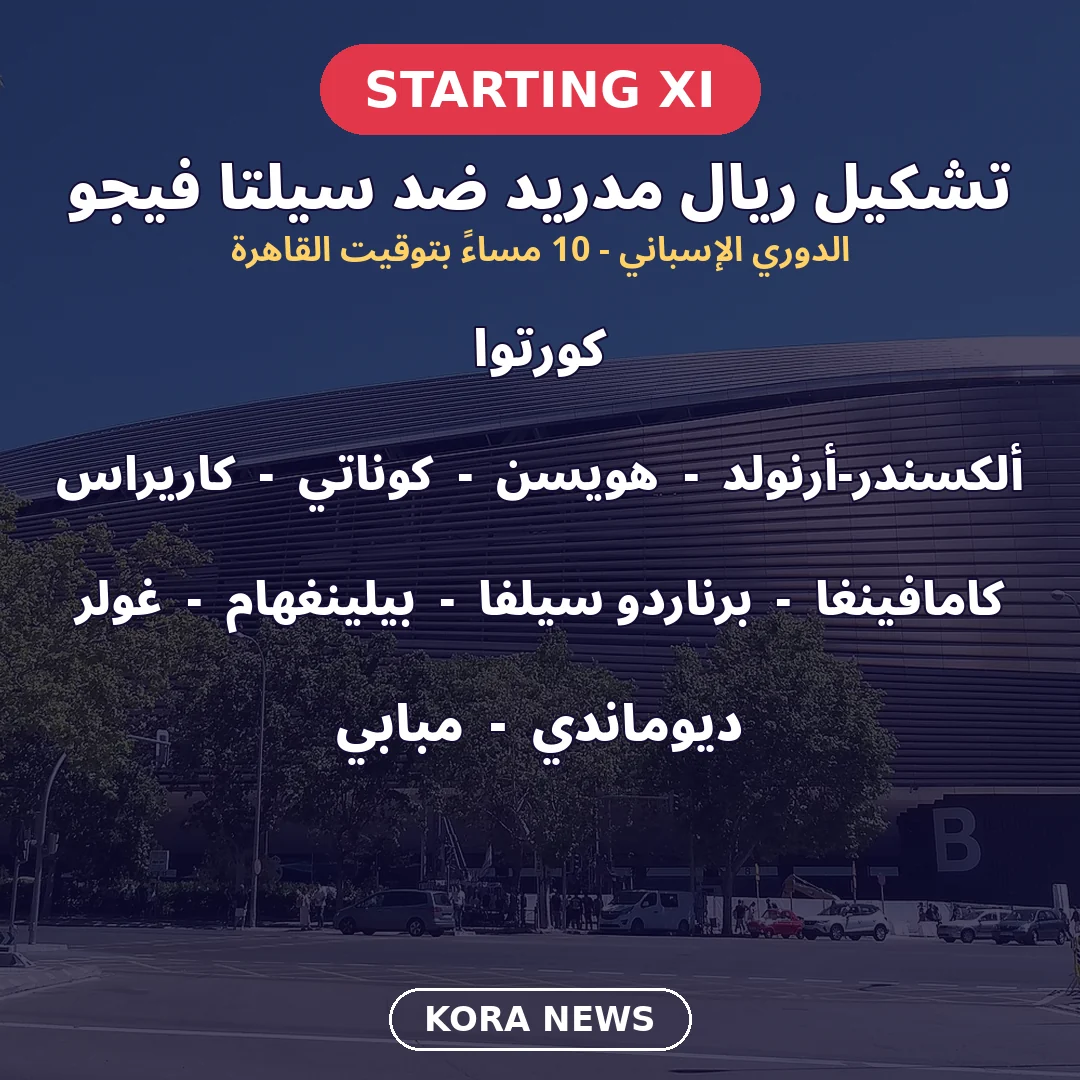 STARTING XI
تشكيل ريال مدريد ضد سيلتا فيجو
الدوري الإسباني - 10 مساءً بتوقيت القاهرة
كورتوا
ألكسندر-أرنولد - هويسن - كوناتي - كاريراس
كامافينغا - برناردو سيلفا - بيلينغهام - غولر
ديوماندي - مبابي
B
KORA NEWS